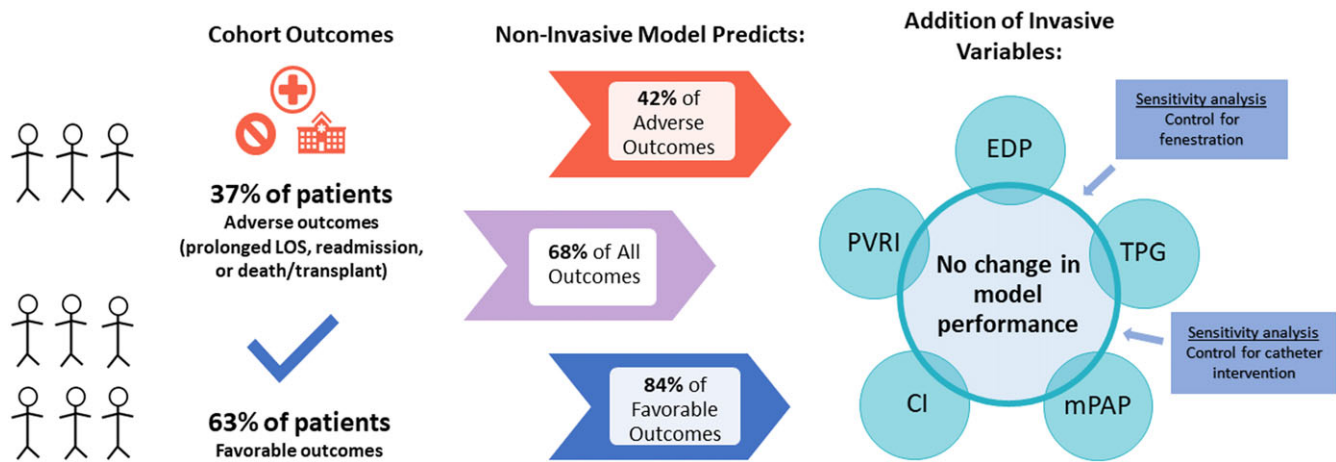 Cohort Outcomes
37% of patients
Adverse outcomes
(prolonged LOS, readmission,
or death/transplant)
63% of patients
Favorable outcomes
Non-Invasive Model Predicts:
42% of
Adverse
Outcomes
68% of All
Outcomes
84% of
Favorable
Outcomes
Addition of Invasive
Variables:
EDP
PVRI
TPG
CI
mPAP
No change in
model
performance
Sensitivity analysis
Control for
fenestration
Sensitivity analysis
Control for catheter
intervention